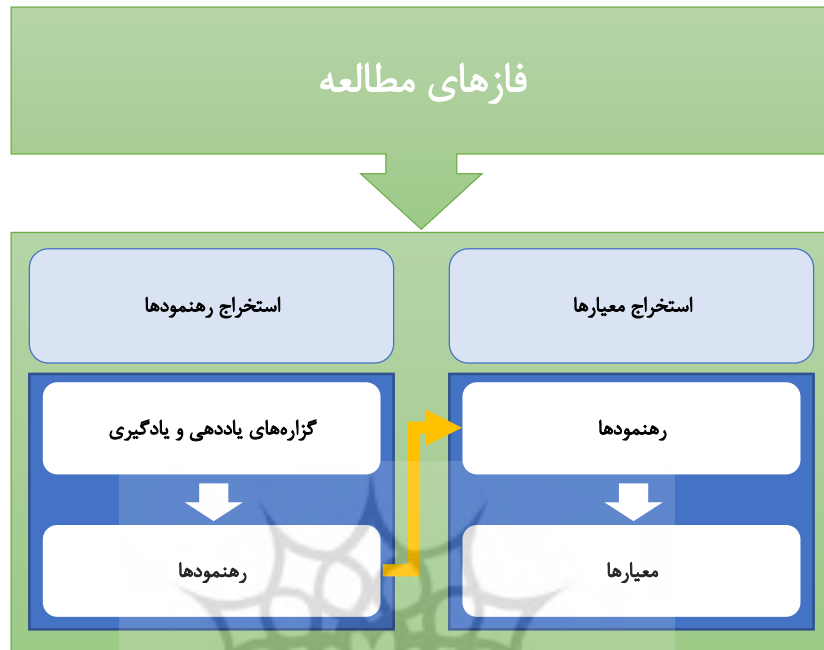 فازهای مطالعه
استخراج رهنمودها
گزاره‌های یاددهی و یادگیری
رهنمودها
استخراج معیارها
رهنمودها
معیارها